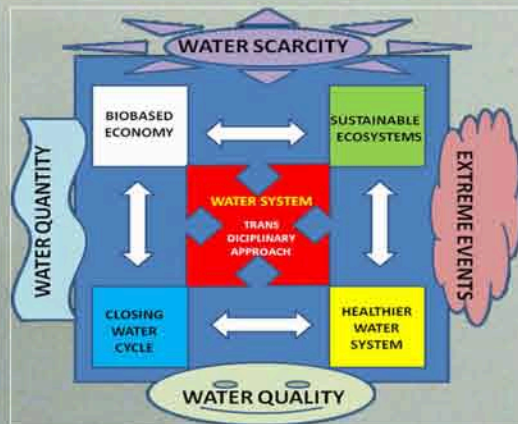 WATER SCARCITY
BIOBASED
ECONOMY
SUSTAINABLE
ECOSYSTEMS
WATER QUANTITY
WATER SYSTEM
TRANS
DICIPLINARY
APPROACH
EXTREME EVENTS
CLOSING
WATER
CYCLE
HEALTHIER
WATER
SYSTEM
WATER QUALITY